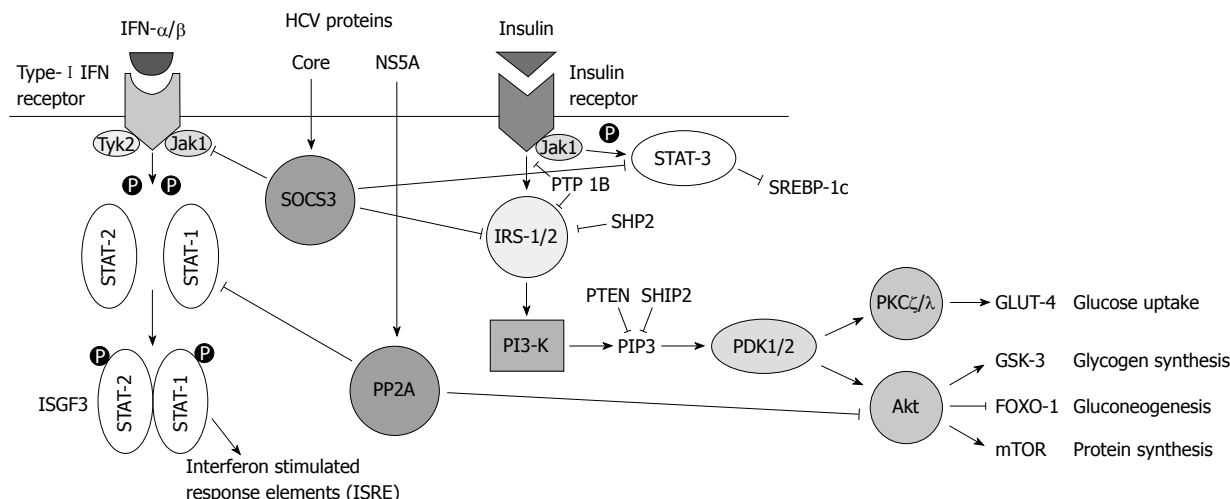 IFN-α/β
HCV proteins
Insulin
Type-Ⅰ IFN
receptor
Core
NS5A
Insulin
receptor
Tyk2
Jak1
Jak1
P
STAT-3
SREBP-1c
P
P
SOCS3
PTP 1B
SHP2
IRS-1/2
STAT-2
STAT-1
PTEN
SHIP2
PKCζ/λ
GLUT-4
Glucose uptake
PI3-K
PIP3
PDK1/2
P
P
ISGF3
STAT-2
STAT-1
PP2A
Akt
GSK-3
Glycogen synthesis
FOXO-1
Gluconeogenesis
mTOR
Protein synthesis
Interferon stimulated
response elements (ISRE)